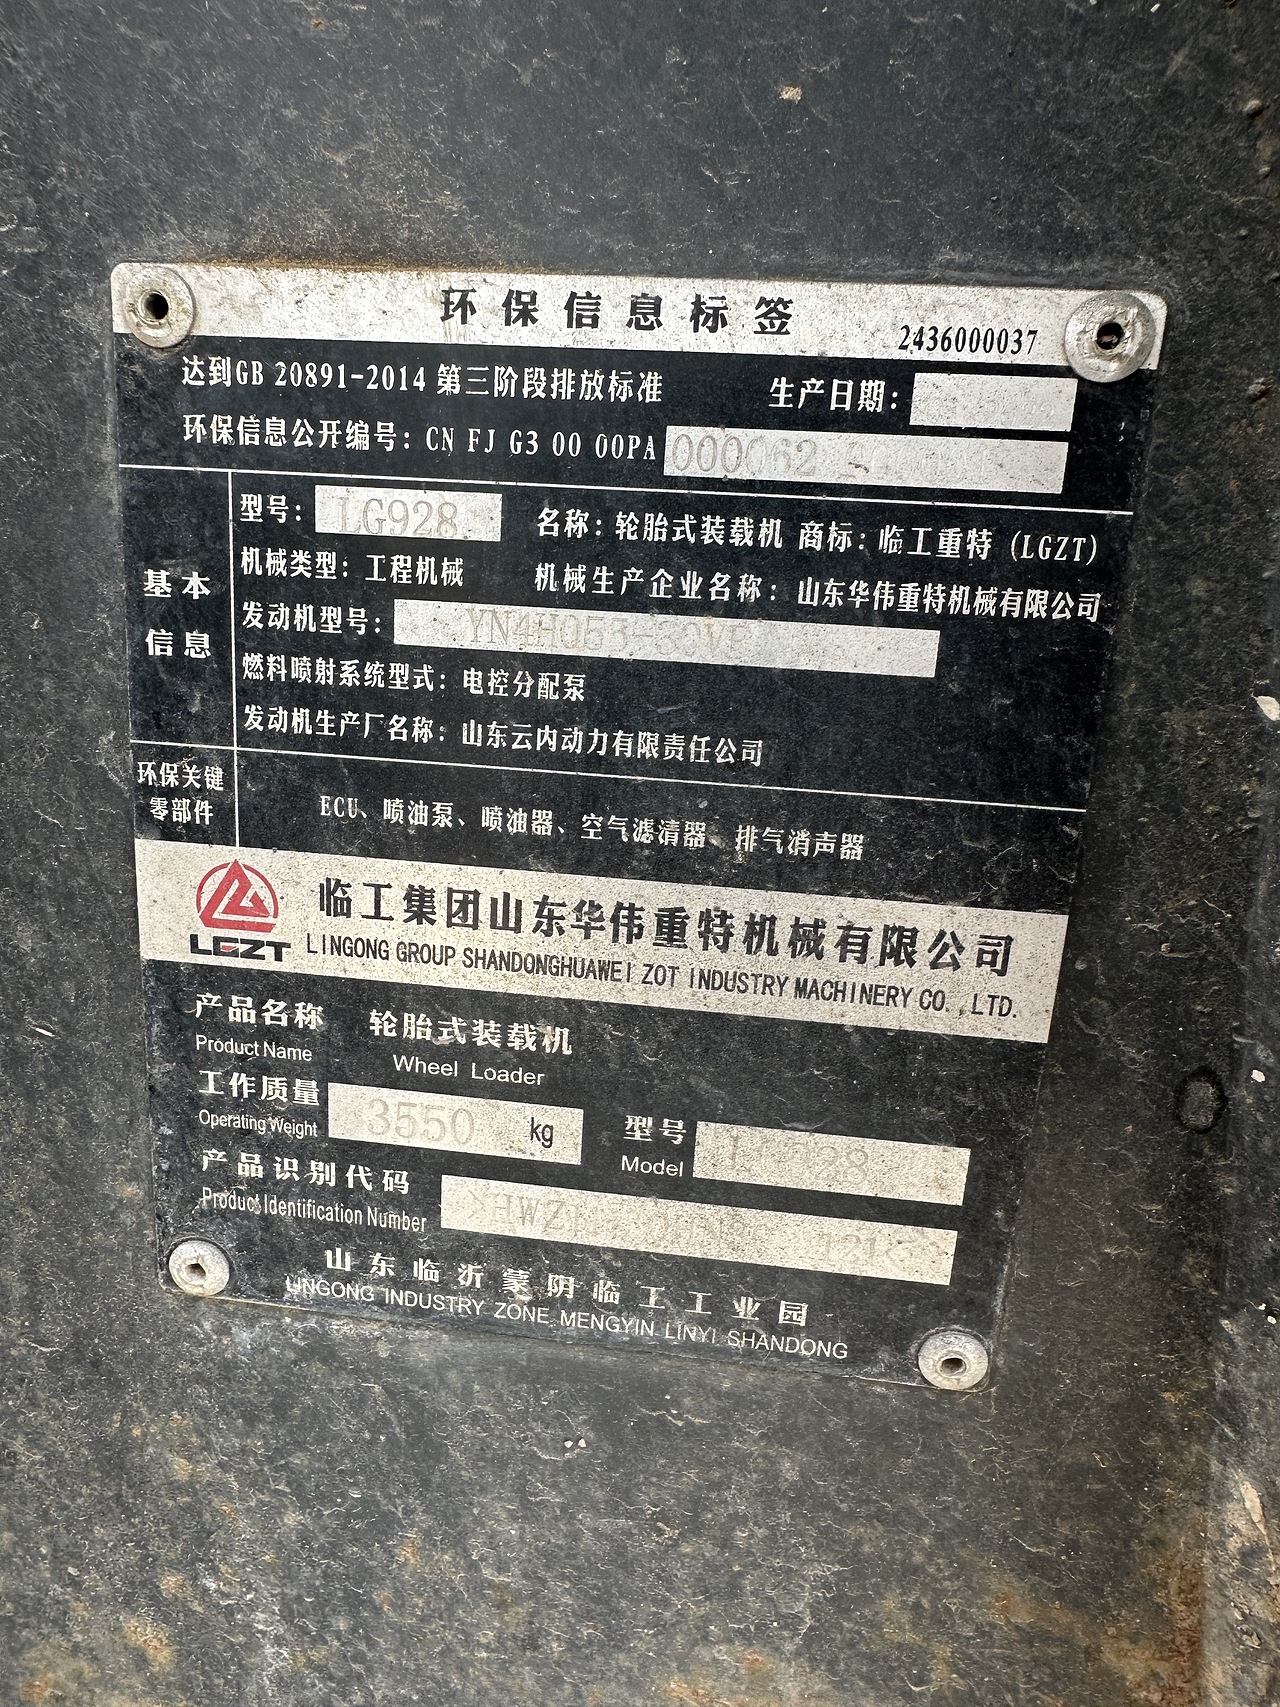 环保信息标签
2436000037
达到GB 20891-2014 第三阶段排放标准 生产日期:
环保信息公开编号: CN FJ G3 00 00PA 000062
基本信息
型号: LG928 名称: 轮胎式装载机 商标: 临工重特 (LGZT)
机械类型: 工程机械 机械生产企业名称: 山东华伟重特机械有限公司
发动机型号:
燃料喷射系统型式: 电控分配泵
发动机生产厂名称: 山东云内动力有限责任公司
环保关键零部件
ECU、喷油泵、喷油器、空气滤清器、排气消声器
LGZT
临工集团山东华伟重特机械有限公司
LINGONG GROUP SHANDONGHUAWEI ZOT INDUSTRY MACHINERY CO.,LTD.
产品名称 轮胎式装载机
Product Name Wheel Loader
工作质量 3550 kg 型号
Operating Weight Model
产品识别代码
Product Identification Number
山东临沂蒙阴临工工业园
LINGONG INDUSTRY ZONE MENGYIN LINYI SHANDONG